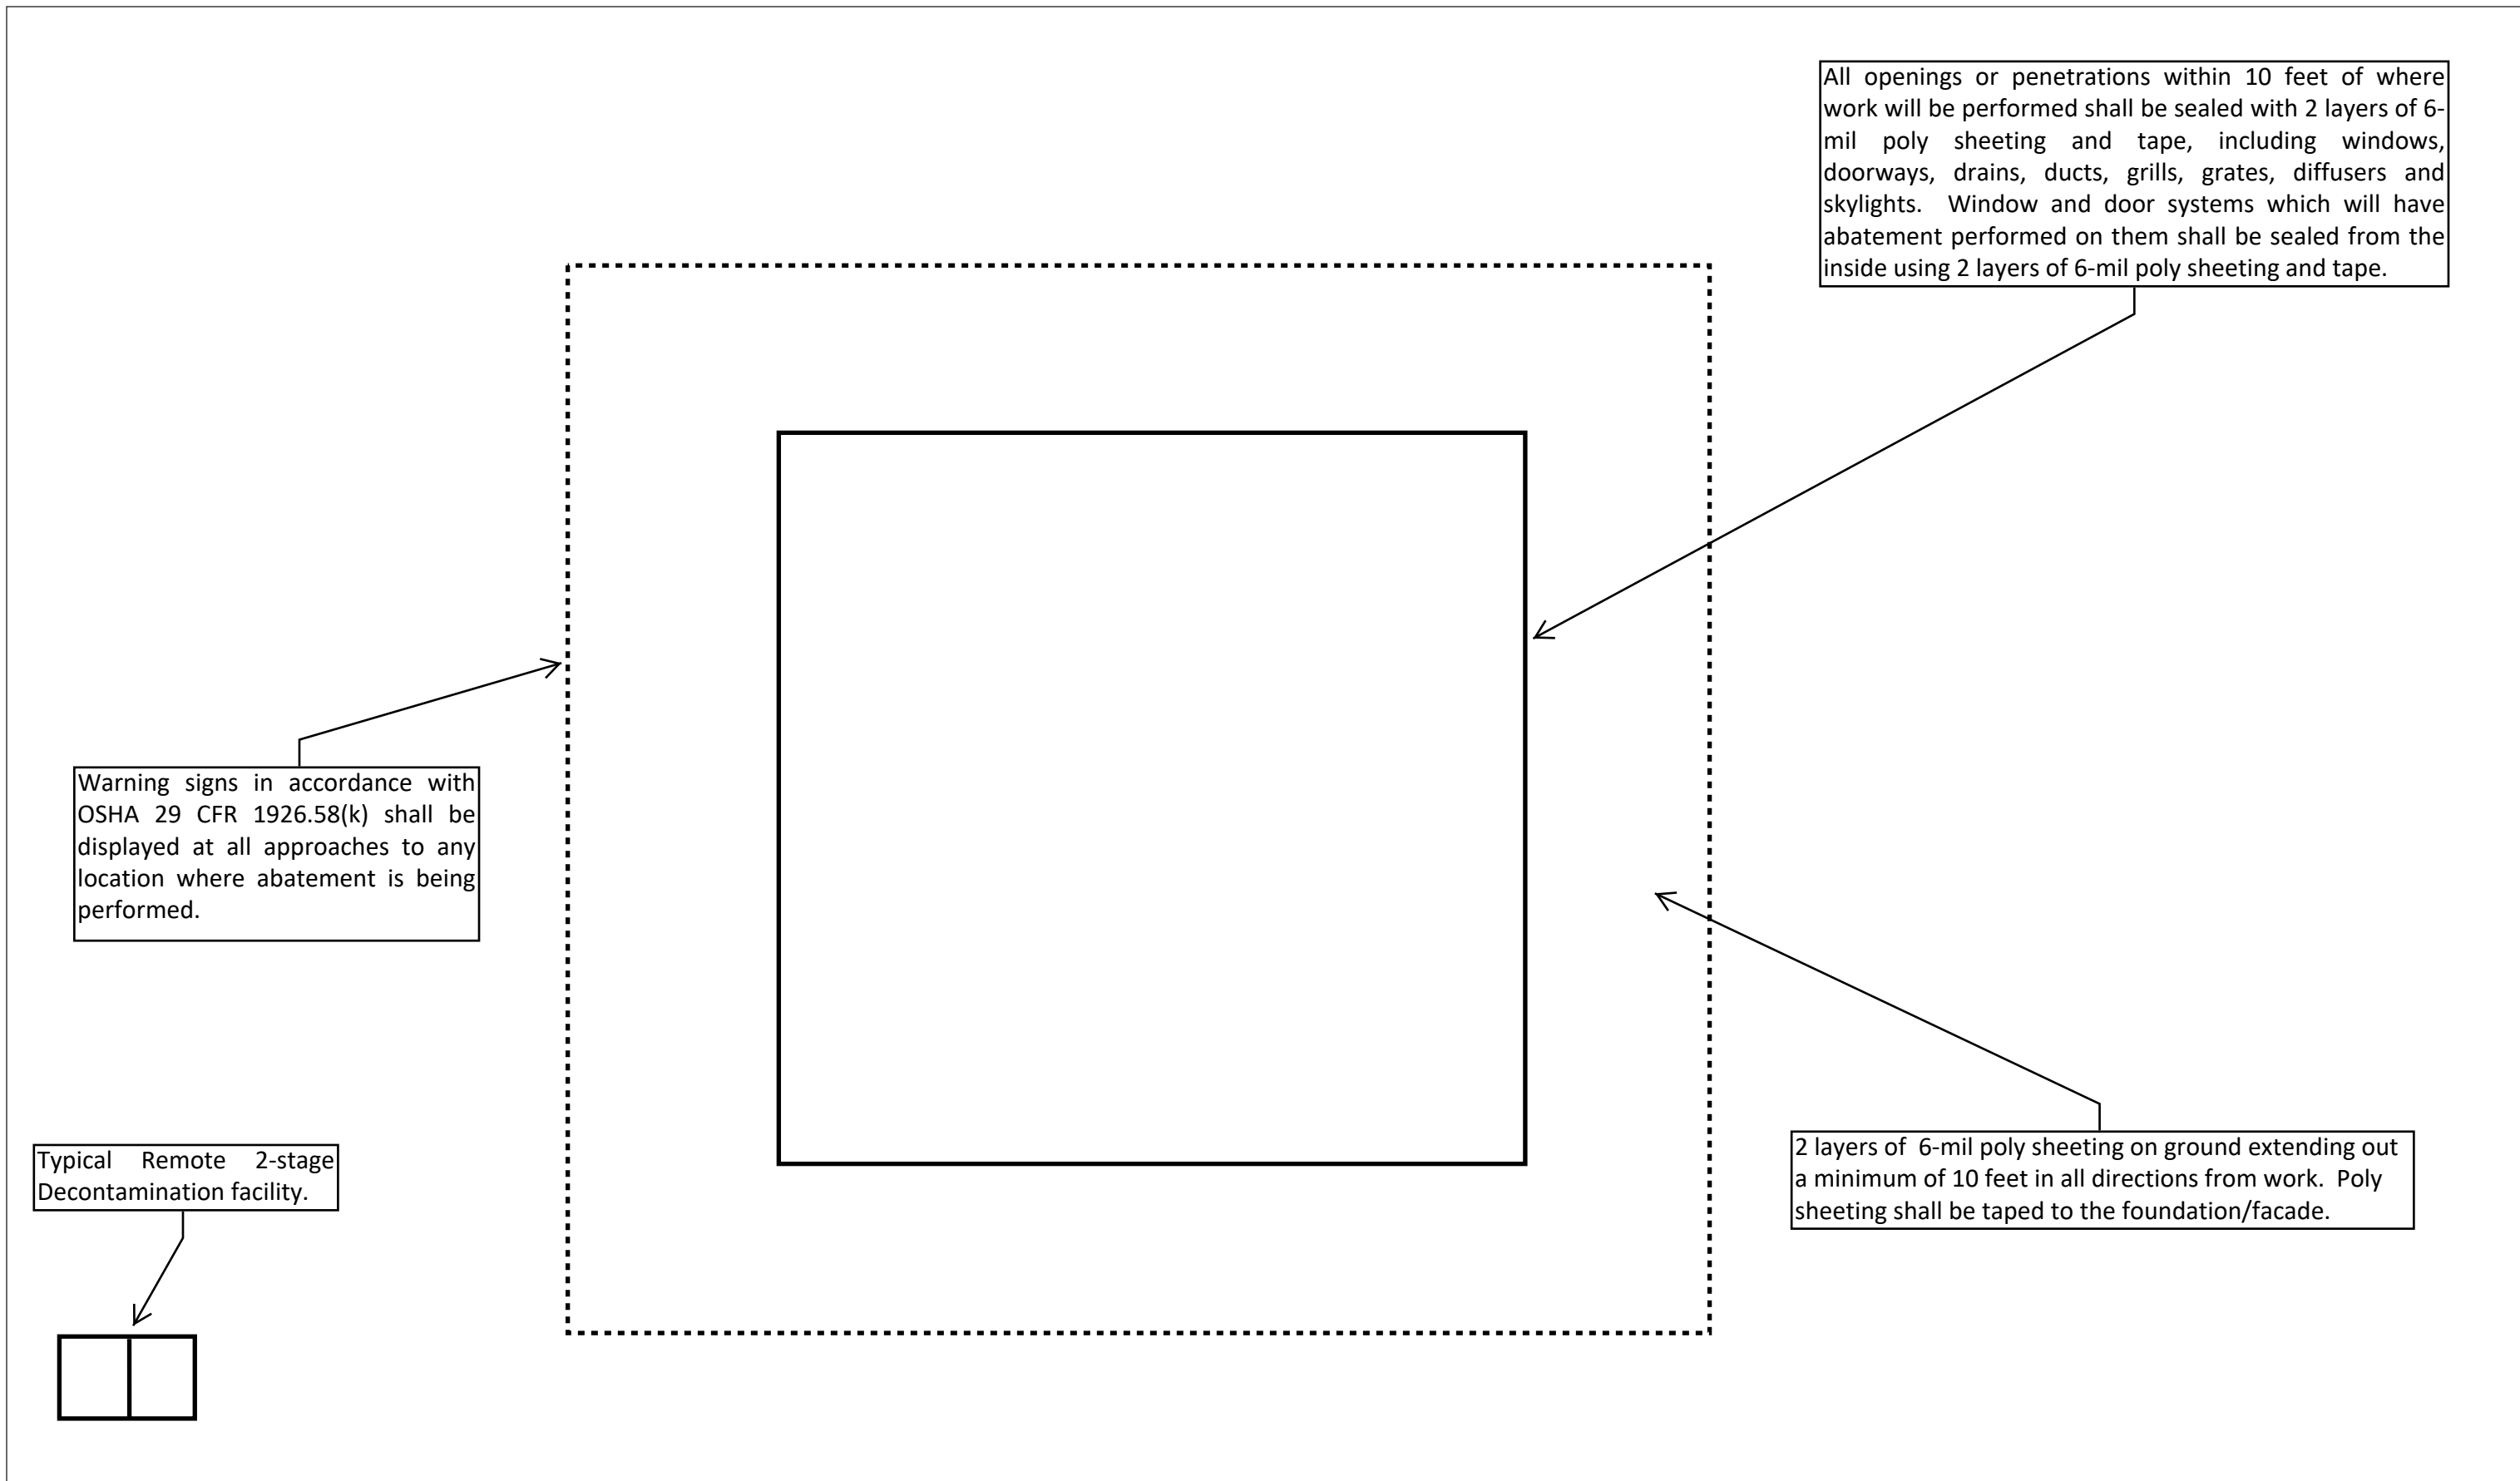 All openings or penetrations within 10 feet of where
work will be performed shall be sealed with 2 layers of 6-
mil poly sheeting and tape, including windows,
doorways, drains, ducts, grills, grates, diffusers and
skylights. Window and door systems which will have
abatement performed on them shall be sealed from the
inside using 2 layers of 6-mil poly sheeting and tape.
Warning signs in accordance with
OSHA 29 CFR 1926.58(k) shall be
displayed at all approaches to any
location where abatement is being
performed.
Typical Remote 2-stage
Decontamination facility.
2 layers of 6-mil poly sheeting on ground extending out
a minimum of 10 feet in all directions from work. Poly
sheeting shall be taped to the foundation/facade.